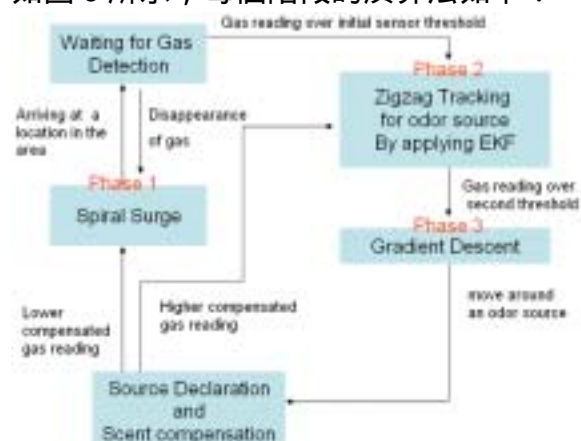 Gas reading over initial sensor threshold
Waiting for Gas
Detection
Phase 2
Zigzag Tracking
for odor source
By applying EKF
Arriving at a
location in the
area
Disappearance
of gas
Phase 1
Spiral Surge
Gas reading over
second threshold
Phase 3
Gradient Descent
Lower
compensated
gas reading
Higher compensated
gas reading
move around
an odor source
Source Declaration
and
Scent compensation